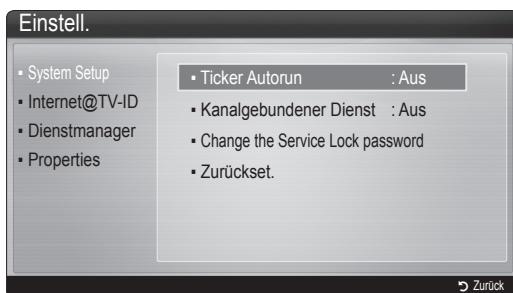 Einstell.
▪ System Setup
▪ Internet@TV-ID
▪ Dienstmanager
▪ Properties
▪ Ticker Autorun : Aus
▪ Kanalgebundener Dienst : Aus
▪ Change the Service Lock password
▪ Zurückset.
Zurück